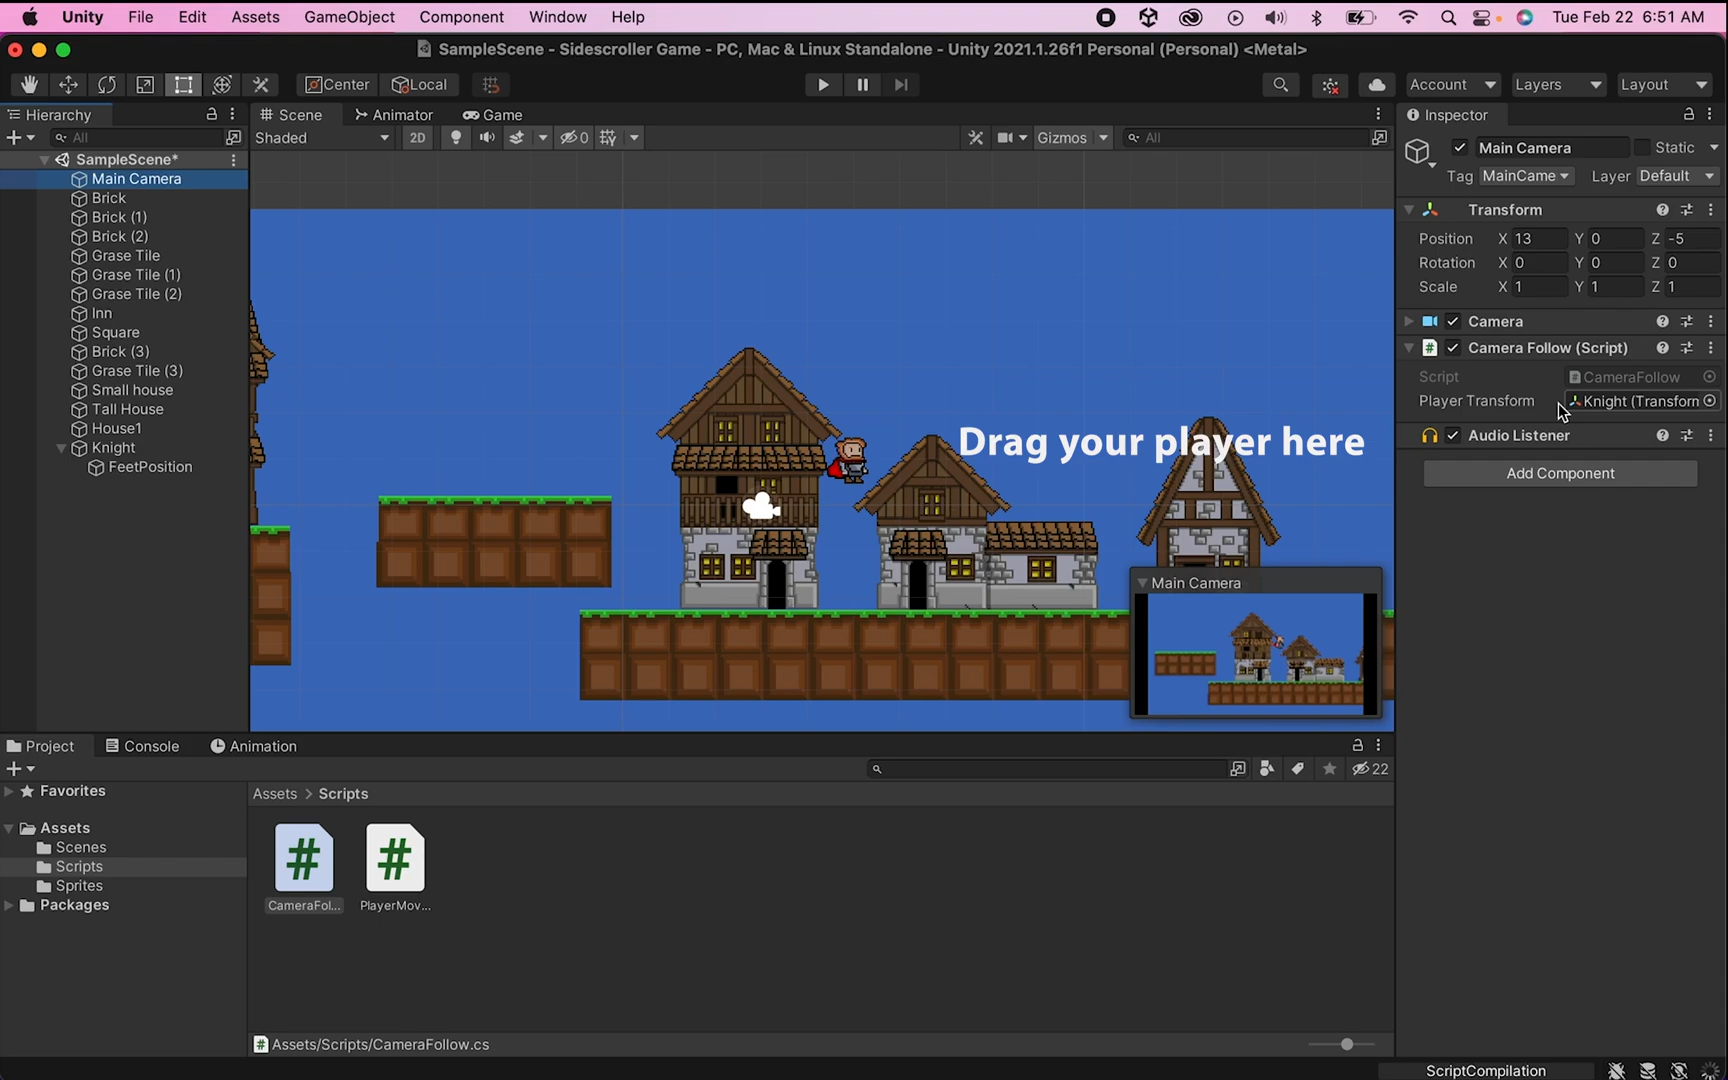 Unity File Edit Assets GameObject Component Window Help Tue Feb 22 6:51 AM
SampleScene - Sidescroller Game - PC, Mac & Linux Standalone - Unity 2021.1.26f1 Personal (Personal) <Metal>
Center Local Account Layers Layout
Hierarchy
All
SampleScene*
Main Camera
Brick
Brick (1)
Brick (2)
Grase Tile
Grase Tile (1)
Grase Tile (2)
Inn
Square
Brick (3)
Grase Tile (3)
Small house
Tall House
House1
Knight
FeetPosition
Scene Animator Game
Shaded 2D 0 Gizmos All
Drag your player here
Main Camera
Inspector
Main Camera Static
Tag MainCame Layer Default
Transform
Position X 13 Y 0 Z -5
Rotation X 0 Y 0 Z 0
Scale X 1 Y 1 Z 1
Camera
# Camera Follow (Script)
Script CameraFollow
Player Transform Knight (Transform
Audio Listener
Add Component
Project Console Animation
22
Favorites
Assets
Scenes
Scripts
Sprites
Packages
Assets > Scripts
# #
CameraFol... PlayerMov...
Assets/Scripts/CameraFollow.cs
ScriptCompilation